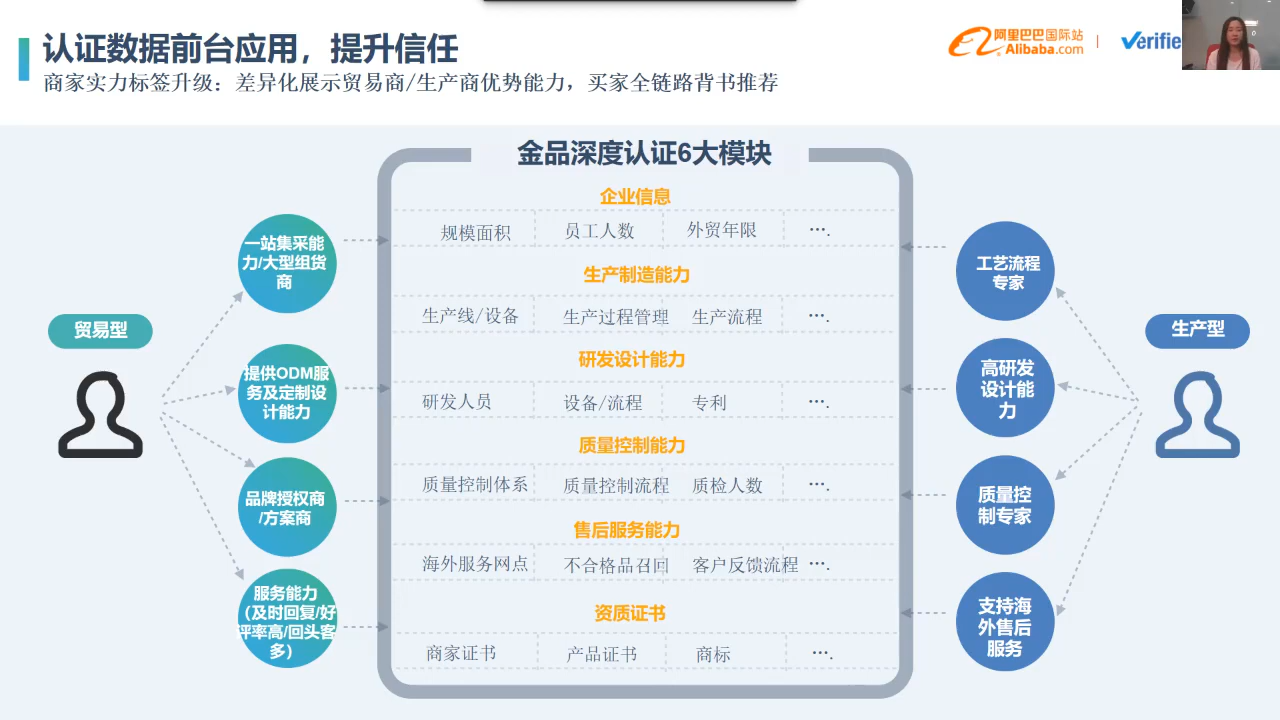 认证数据前台应用，提升信任
商家实力标签升级：差异化展示贸易商/生产商优势能力，买家全链路背书推荐
阿里巴巴国际站
Alibaba.com
Verifie
贸易型
一站集采能
力/大型组货
商
提供ODM服
务及定制设
计能力
品牌授权商
/方案商
服务能力
（及时回复/好
评率高/回头客
多）
金品深度认证6大模块
企业信息
规模面积 员工人数 外贸年限 ….
生产制造能力
生产线/设备 生产过程管理 生产流程 ….
研发设计能力
研发人员 设备/流程 专利 ….
质量控制能力
质量控制体系 质量控制流程 质检人数 ….
售后服务能力
海外服务网点 不合格品召回 客户反馈流程 ….
资质证书
商家证书 产品证书 商标 ….
工艺流程
专家
高研发
设计能
力
质量控
制专家
支持海
外售后
服务
生产型